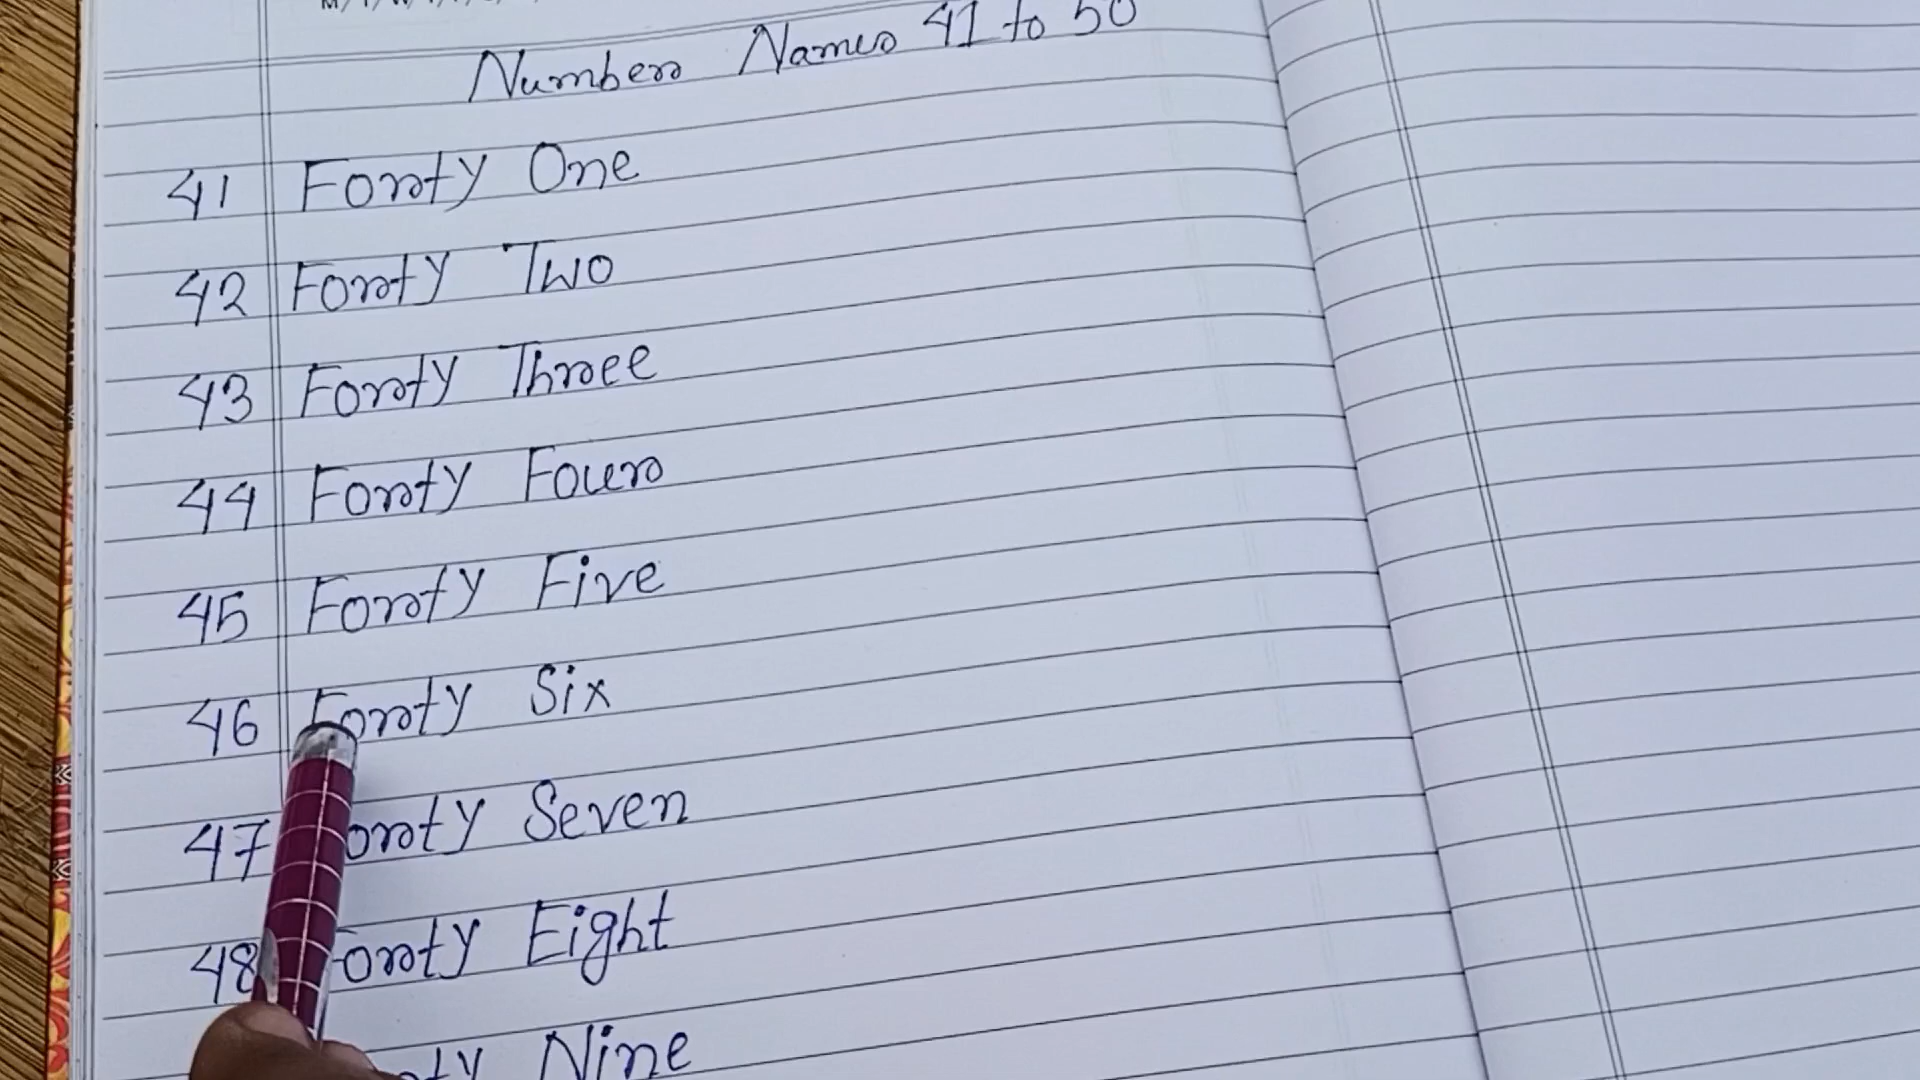 Number Names 41 to 50
41 Forty One
42 Forty Two
43 Forty Three
44 Forty Four
45 Forty Five
46 Forty Six
47 Forty Seven
48 Forty Eight
Nine